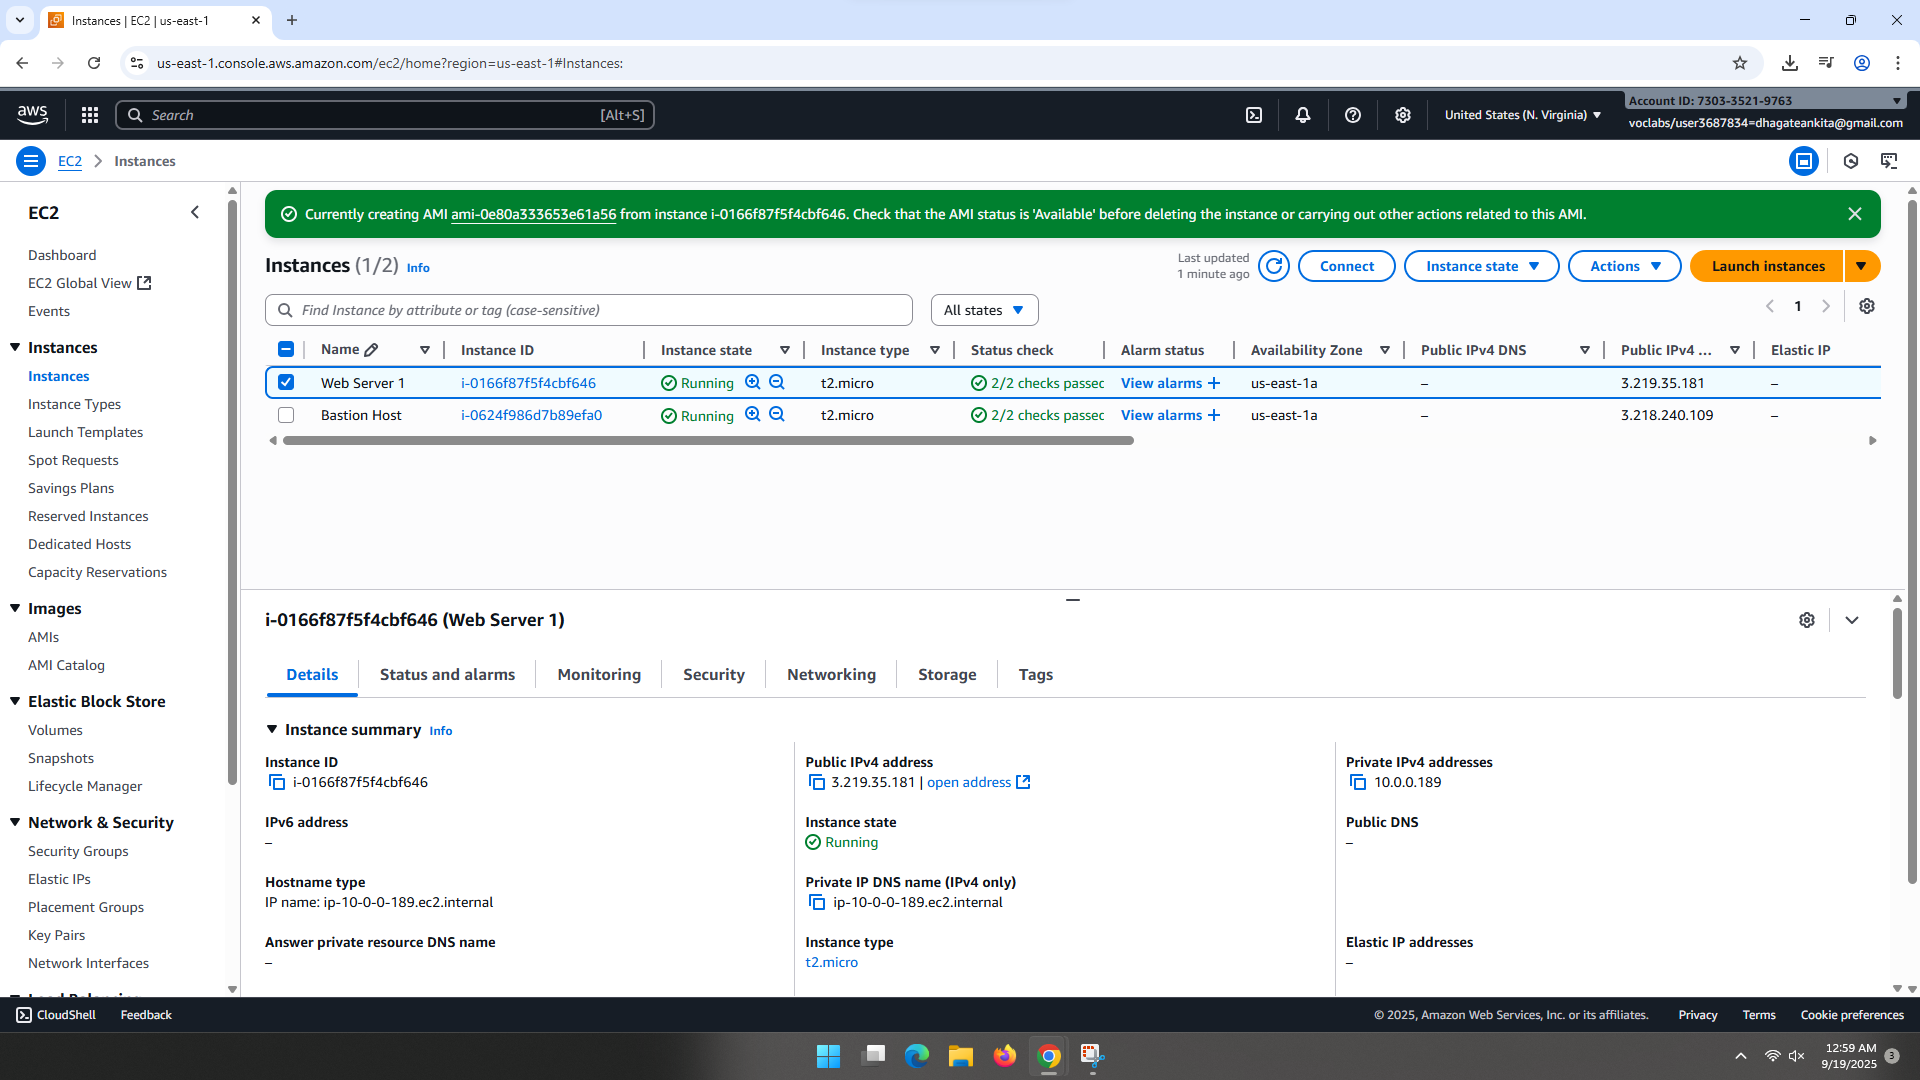 Instances | EC2 | us-east-1
us-east-1.console.aws.amazon.com/ec2/home?region=us-east-1#Instances:
aws
Search
[Alt+S]
United States (N. Virginia)
Account ID: 7303-3521-9763
voclabs/user3687834=dhagateankita@gmail.com
EC2
Instances
EC2
Dashboard
EC2 Global View
Events
Instances
Instances
Instance Types
Launch Templates
Spot Requests
Savings Plans
Reserved Instances
Dedicated Hosts
Capacity Reservations
Images
AMIs
AMI Catalog
Elastic Block Store
Volumes
Snapshots
Lifecycle Manager
Network & Security
Security Groups
Elastic IPs
Placement Groups
Key Pairs
Network Interfaces
Currently creating AMI ami-0e80a333653e61a56 from instance i-0166f87f5f4cbf646. Check that the AMI status is 'Available' before deleting the instance or carrying out other actions related to this AMI.
Instances (1/2) Info
Last updated
1 minute ago
Connect
Instance state
Actions
Launch instances
Find Instance by attribute or tag (case-sensitive)
All states
1
Name Instance ID Instance state Instance type Status check Alarm status Availability Zone Public IPv4 DNS Public IPv4 ... Elastic IP
Web Server 1 i-0166f87f5f4cbf646 Running t2.micro 2/2 checks passec View alarms + us-east-1a – 3.219.35.181 –
Bastion Host i-0624f986d7b89efa0 Running t2.micro 2/2 checks passec View alarms + us-east-1a – 3.218.240.109 –
i-0166f87f5f4cbf646 (Web Server 1)
Details Status and alarms Monitoring Security Networking Storage Tags
Instance summary Info
Instance ID
i-0166f87f5f4cbf646
Public IPv4 address
3.219.35.181 | open address
Private IPv4 addresses
10.0.0.189
IPv6 address
–
Instance state
Running
Public DNS
–
Hostname type
IP name: ip-10-0-0-189.ec2.internal
Private IP DNS name (IPv4 only)
ip-10-0-0-189.ec2.internal
Answer private resource DNS name
–
Instance type
t2.micro
Elastic IP addresses
–
CloudShell
Feedback
© 2025, Amazon Web Services, Inc. or its affiliates.
Privacy
Terms
Cookie preferences
12:59 AM
9/19/2025
3